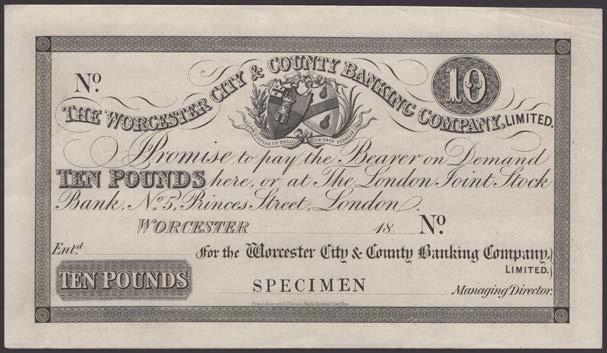 No. 10
THE WORCESTER CITY & COUNTY BANKING COMPANY, LIMITED.
Promise to pay the Bearer on Demand
TEN POUNDS here, or at The London Joint Stock
Bank, No. 5, Princes Street, London.
WORCESTER 18 No.
Entd. For the Worcester City & County Banking Company,
LIMITED.
TEN POUNDS SPECIMEN Managing Director.